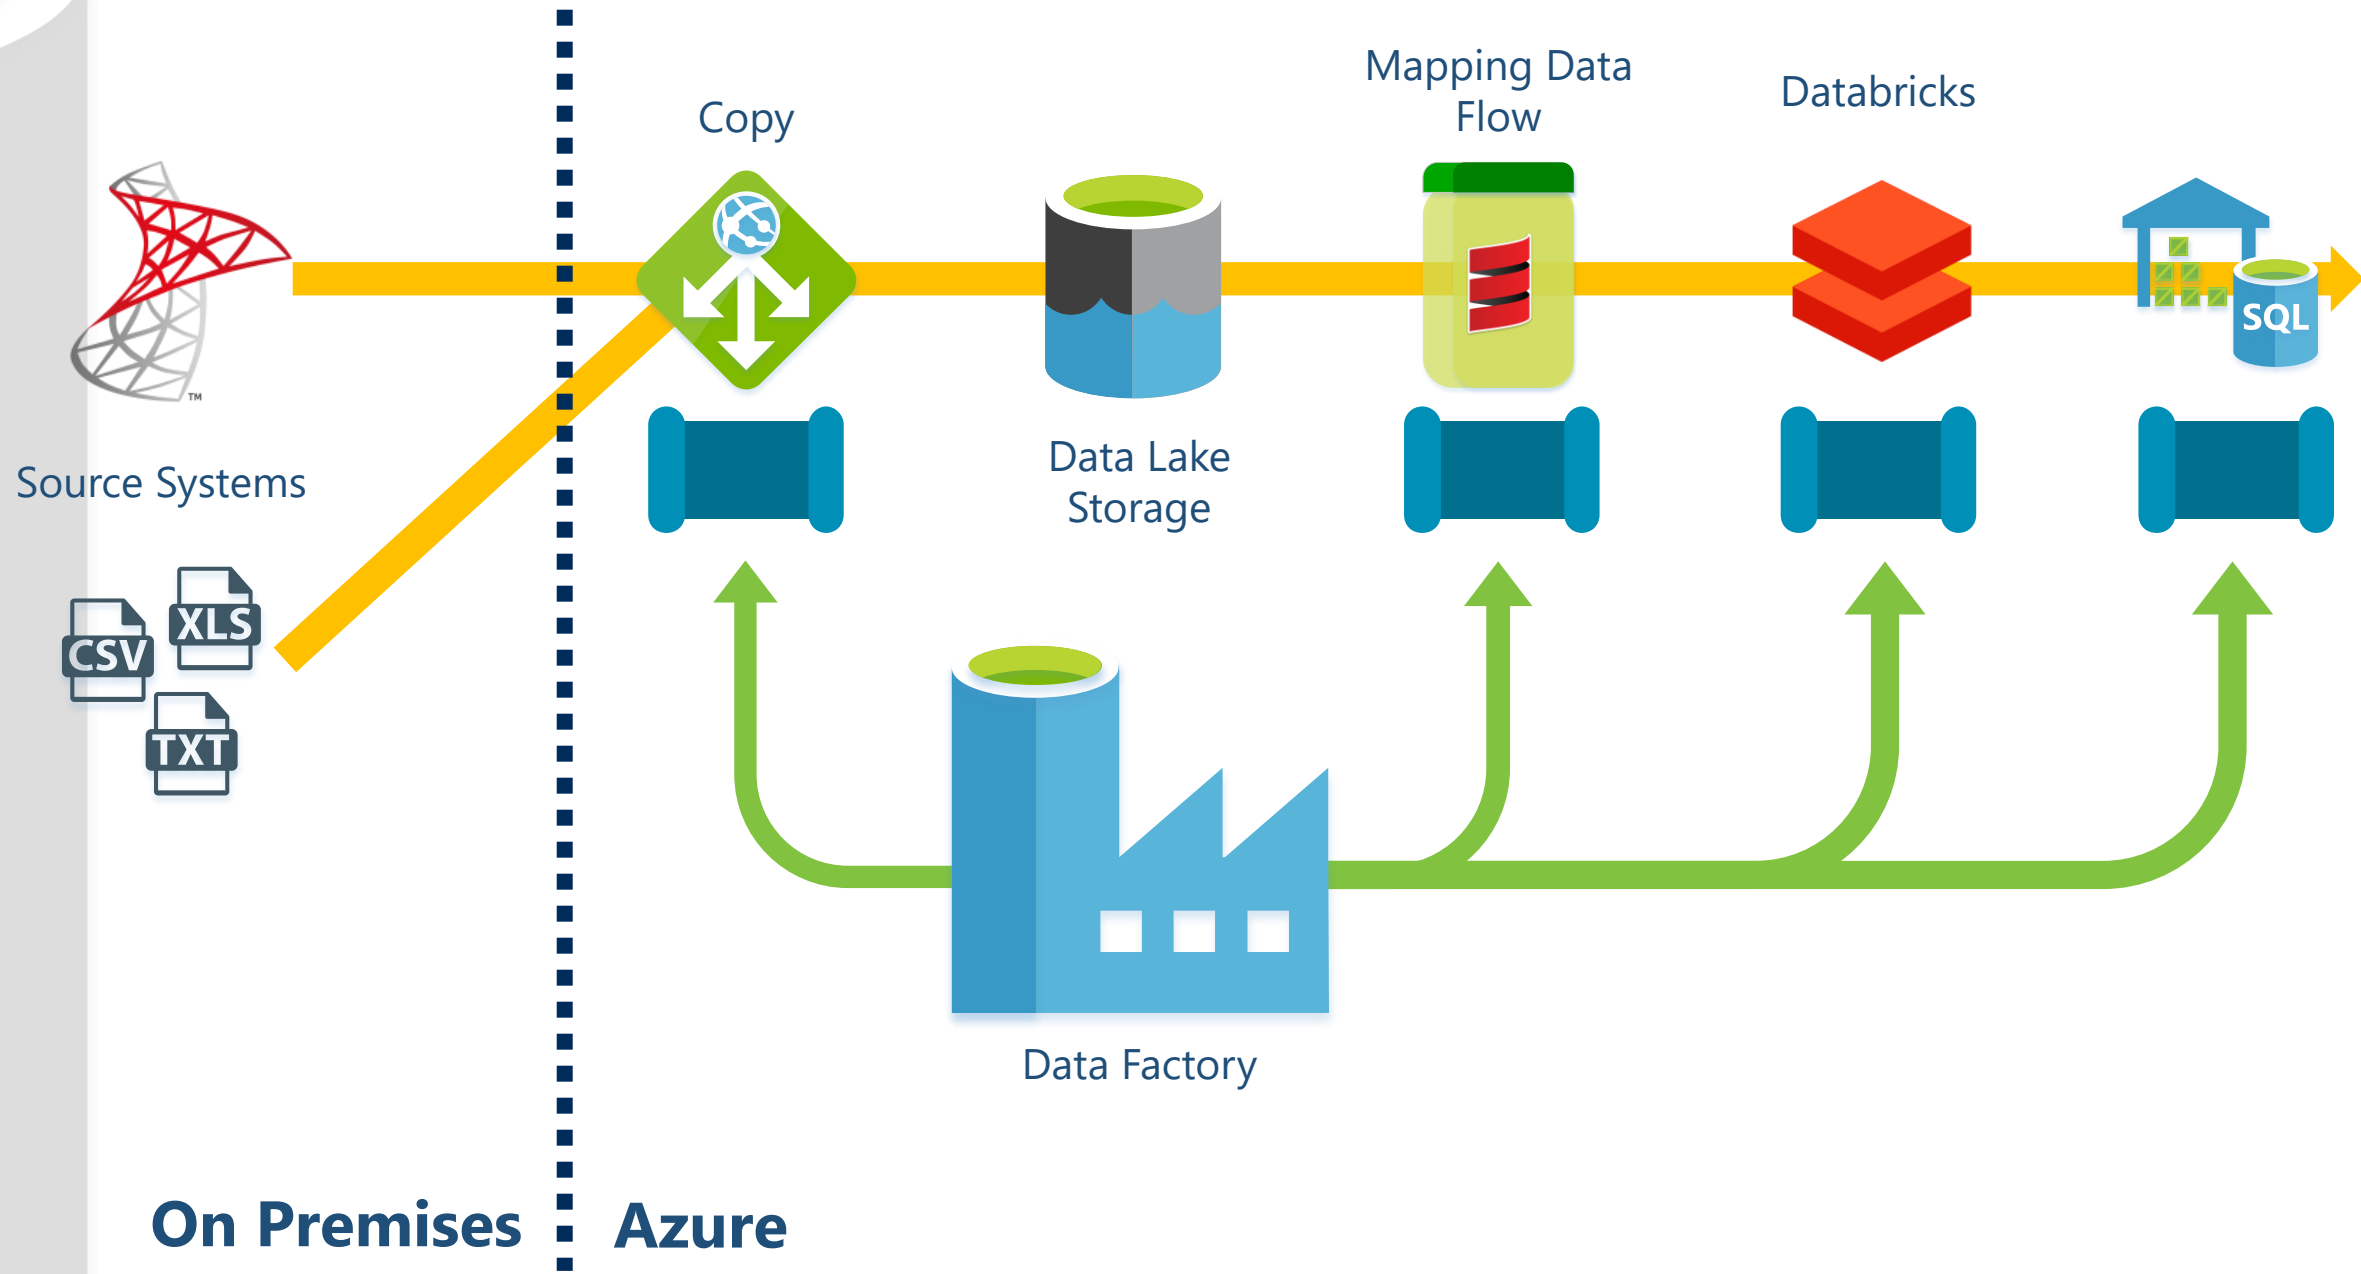 Mapping Data
Flow
Databricks
Copy
TM
SQL
Source Systems
Data Lake
Storage
XLS
CSV
TXT
Data Factory
On Premises
Azure